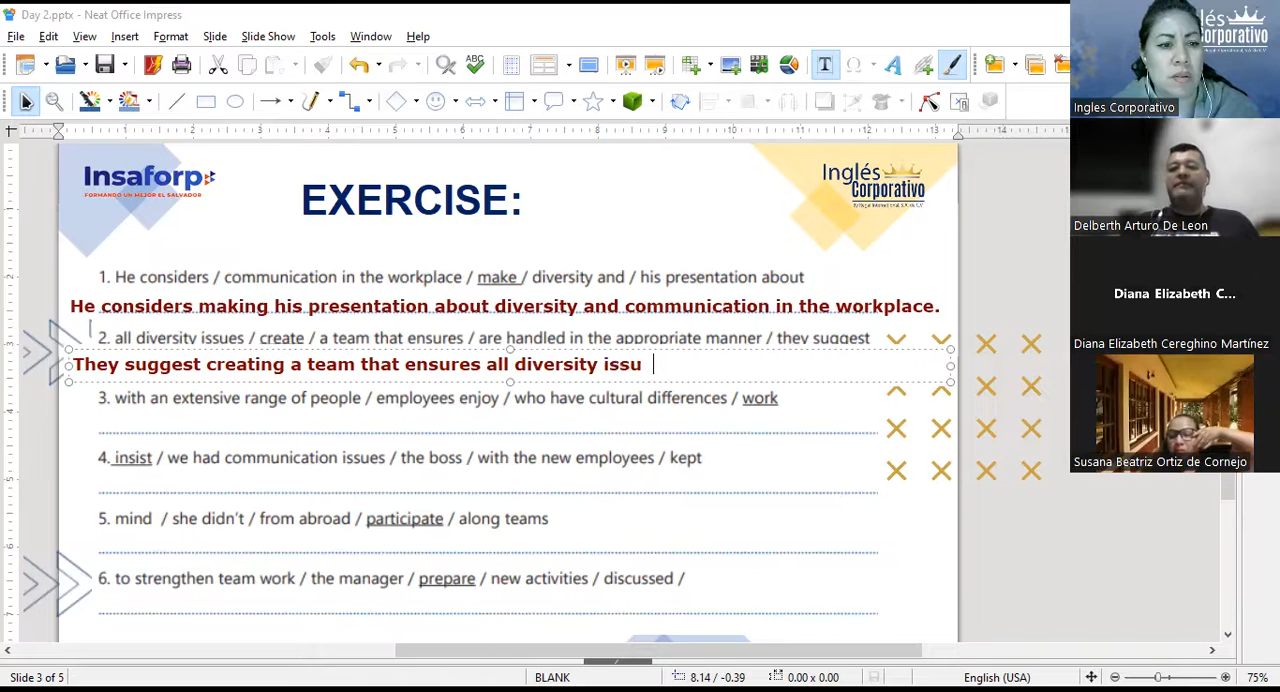 Day 2.pptx - Neat Office Impress
File Edit View Insert Format Slide Slide Show Tools Window Help
lés
Corporativo
Ingles Corporativo
Insaforp
FORMANDO UN MEJOR EL SALVADOR
EXERCISE:
Inglés
Corporativo
Delberth Arturo De Leon
1. He considers / communication in the workplace / make / diversity and / his presentation about
He considers making his presentation about diversity and communication in the workplace.
2. all diversity issues / create / a team that ensures / are handled in the appropriate manner / they suggest
They suggest creating a team that ensures all diversity issu
Diana Elizabeth C...
Diana Elizabeth Cereghino Martínez
3. with an extensive range of people / employees enjoy / who have cultural differences / work
4. insist / we had communication issues / the boss / with the new employees / kept
Susana Beatriz Ortiz de Cornejo
5. mind / she didn't / from abroad / participate / along teams
6. to strengthen team work / the manager / prepare / new activities / discussed /
Slide 3 of 5 BLANK 8.14 / -0.39 0.00 x 0.00 English (USA) 75%